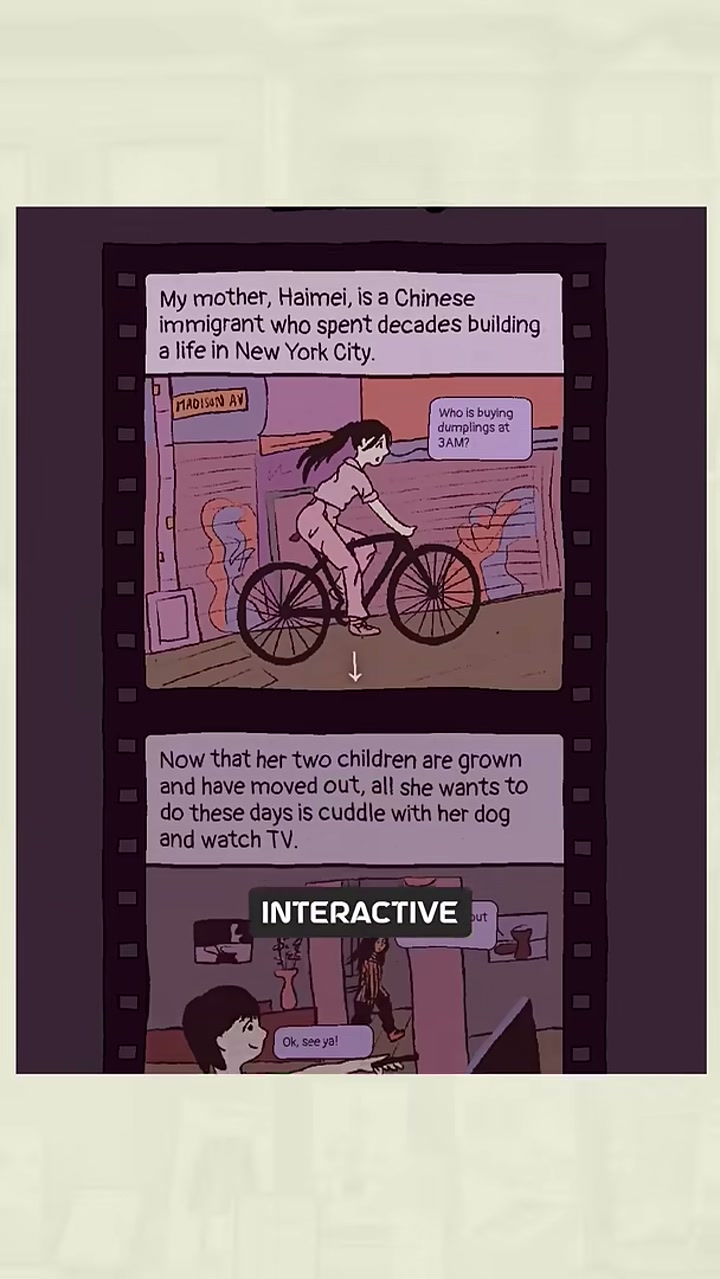 My mother, Haimei, is a Chinese
immigrant who spent decades building
a life in New York City.
MADISON AV
Who is buying
dumplings at
3AM?
Now that her two children are grown
and have moved out, all she wants to
do these days is cuddle with her dog
and watch TV.
INTERACTIVE
out
Ok, see ya!